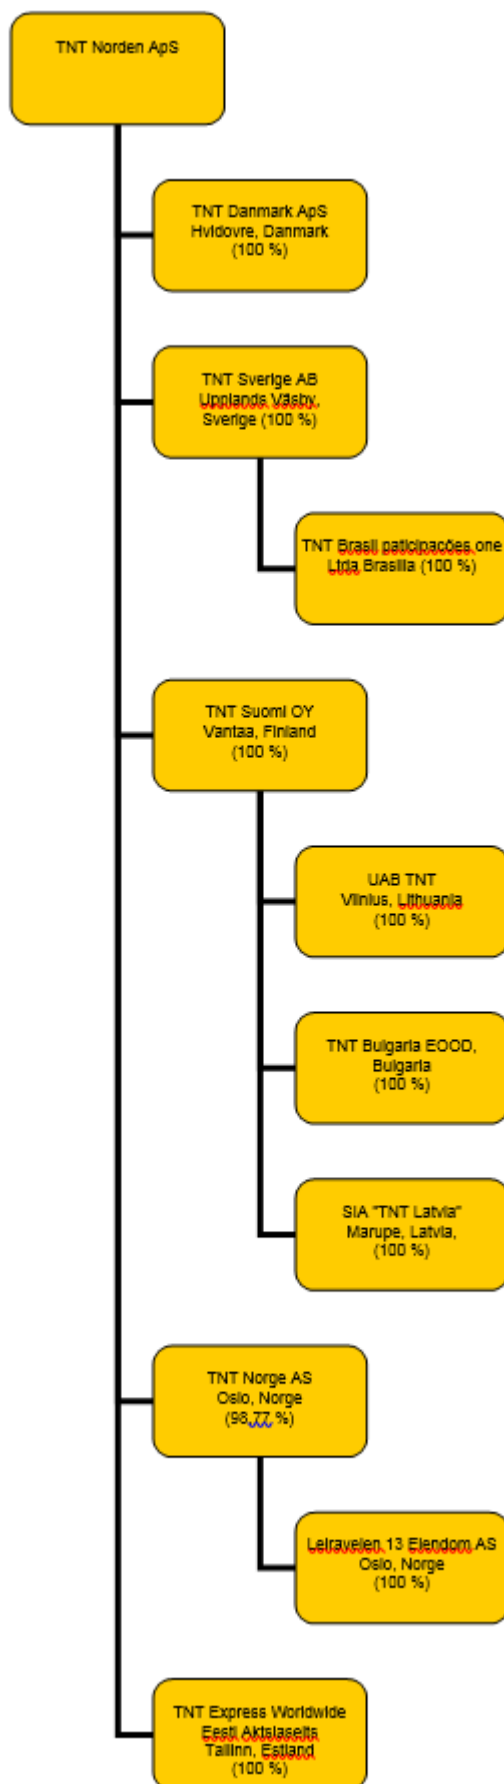 TNT Norden ApS
TNT Danmark ApS
Hvidovre, Danmark
(100 %)
TNT Sverige AB
Upplands Väsby,
Sverige (100 %)
TNT Brasil paticipacões one
Ltda Brasilia (100 %)
TNT Suomi OY
Vantaa, Finland
(100 %)
UAB TNT
Vilnius, Lithuania
(100 %)
TNT Bulgaria EOOD,
Bulgaria
(100 %)
SIA "TNT Latvia"
Marupe, Latvia,
(100 %)
TNT Norge AS
Oslo, Norge
(98,77 %)
Leiraveien 13 Eiendom AS
Oslo, Norge
(100 %)
TNT Express Worldwide
Eesti Aktsiaselts
Tallinn, Estland
(100 %)